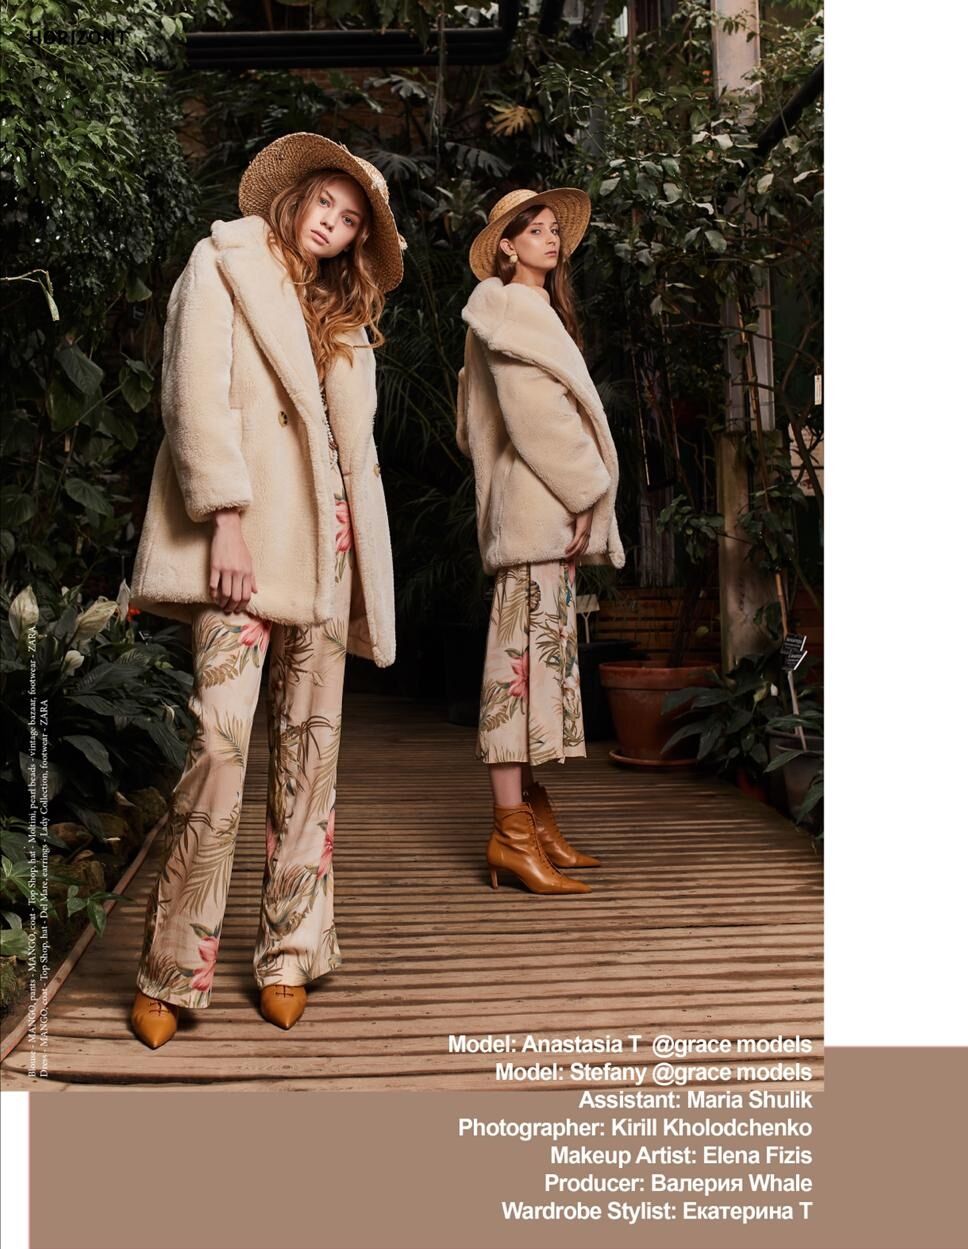 HORIZONT
Blouse - MANGO, pants - MANGO, coat - Top Shop, hat - Moltini, pearl beads - vintage bazaar, footwear - ZARA
Dress - MANGO, coat - Top Shop, hat - Del Mare, earrings - Lady Collection, footwear - ZARA
Model: Anastasia T @grace models
Model: Stefany @grace models
Assistant: Maria Shulik
Photographer: Kirill Kholodchenko
Makeup Artist: Elena Fizis
Producer: Валерия Whale
Wardrobe Stylist: Екатерина T